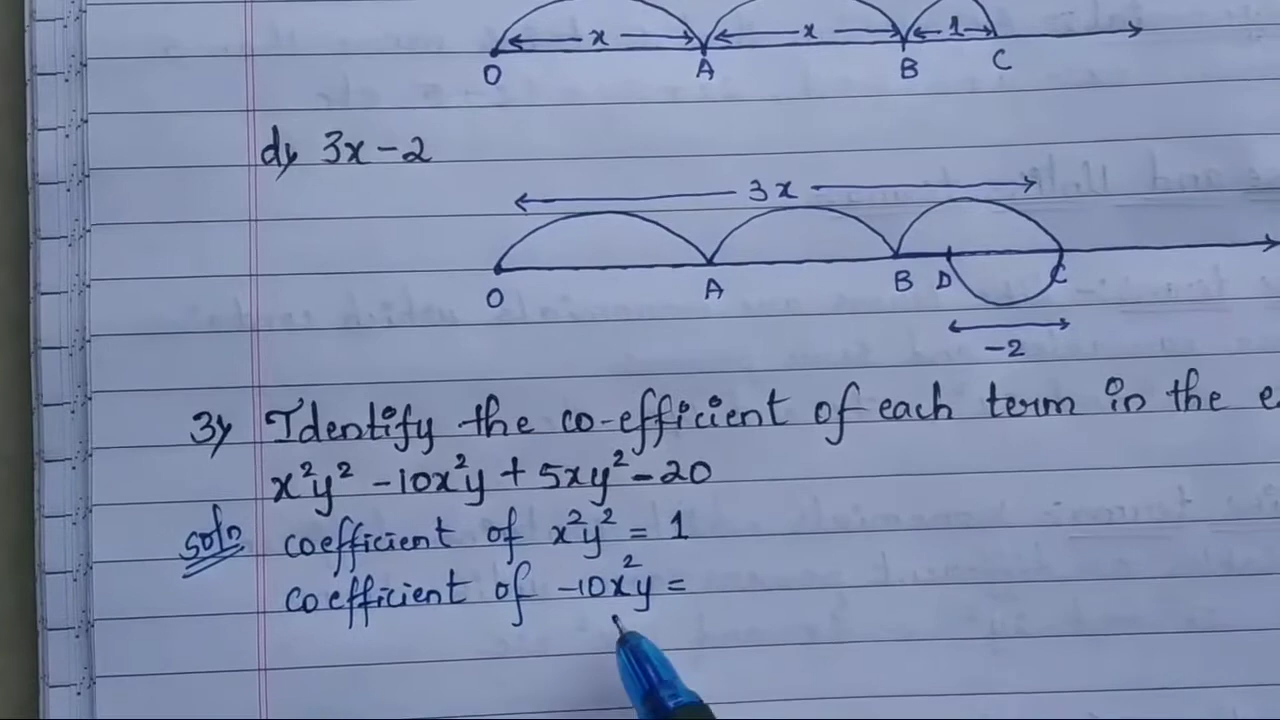 x x 1
O A B C
d) 3x - 2
3x
O A B D C
-2
3) Identify the co-efficient of each term in the
x²y² - 10x²y + 5xy² - 20
soln coefficient of x²y² = 1
coefficient of -10x²y =